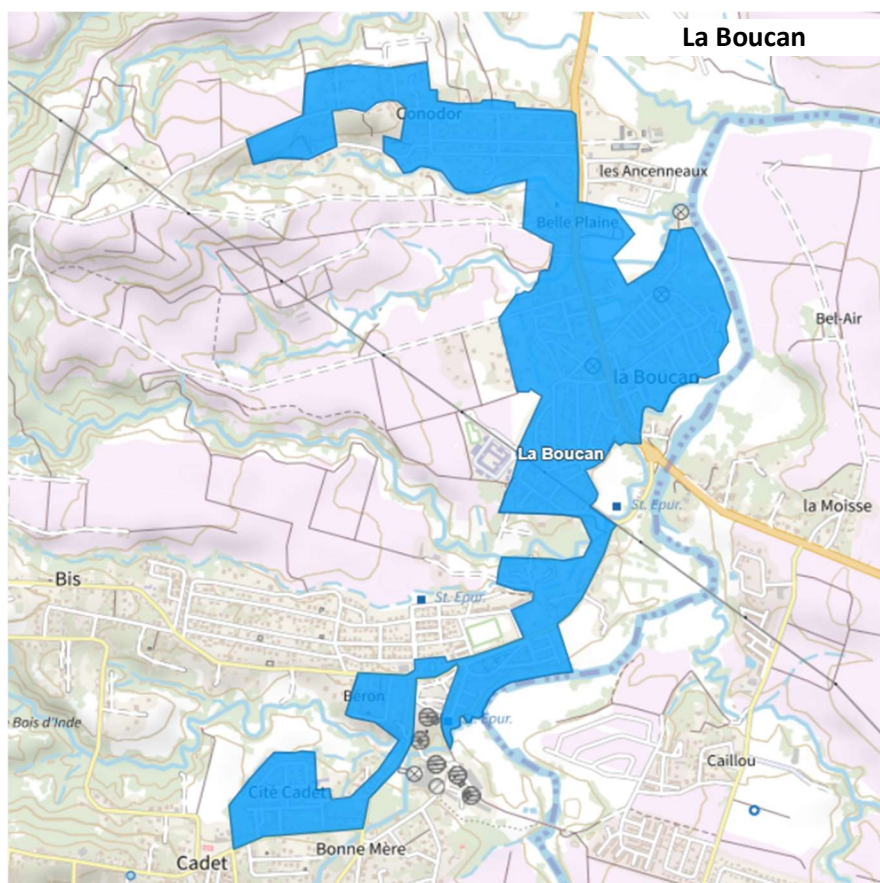 La Boucan
Conodor
les Ancenneaux
Belle Plaine
Bel-Air
la Boucan
La Boucan
St. Epur.
la Moisse
Bis
St. Epur.
Béron
Epur.
Bois d'Inde
Caillou
Cité Cadet
Bonne Mère
Cadet